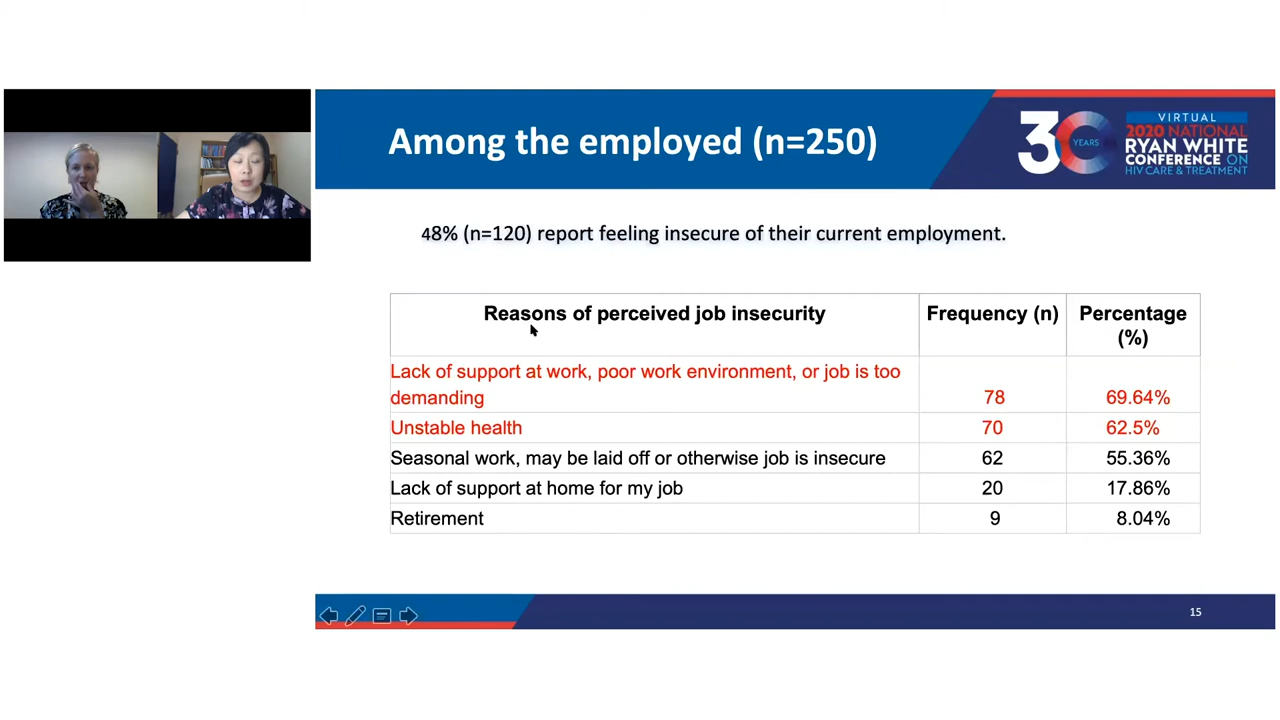 Among the employed (n=250)
30
YEARS
VIRTUAL
2020 NATIONAL
RYAN WHITE
CONFERENCE ON
HIV CARE & TREATMENT
48% (n=120) report feeling insecure of their current employment.
Reasons of perceived job insecurity Frequency (n) Percentage
(%)
Lack of support at work, poor work environment, or job is too
demanding 78 69.64%
Unstable health 70 62.5%
Seasonal work, may be laid off or otherwise job is insecure 62 55.36%
Lack of support at home for my job 20 17.86%
Retirement 9 8.04%
15